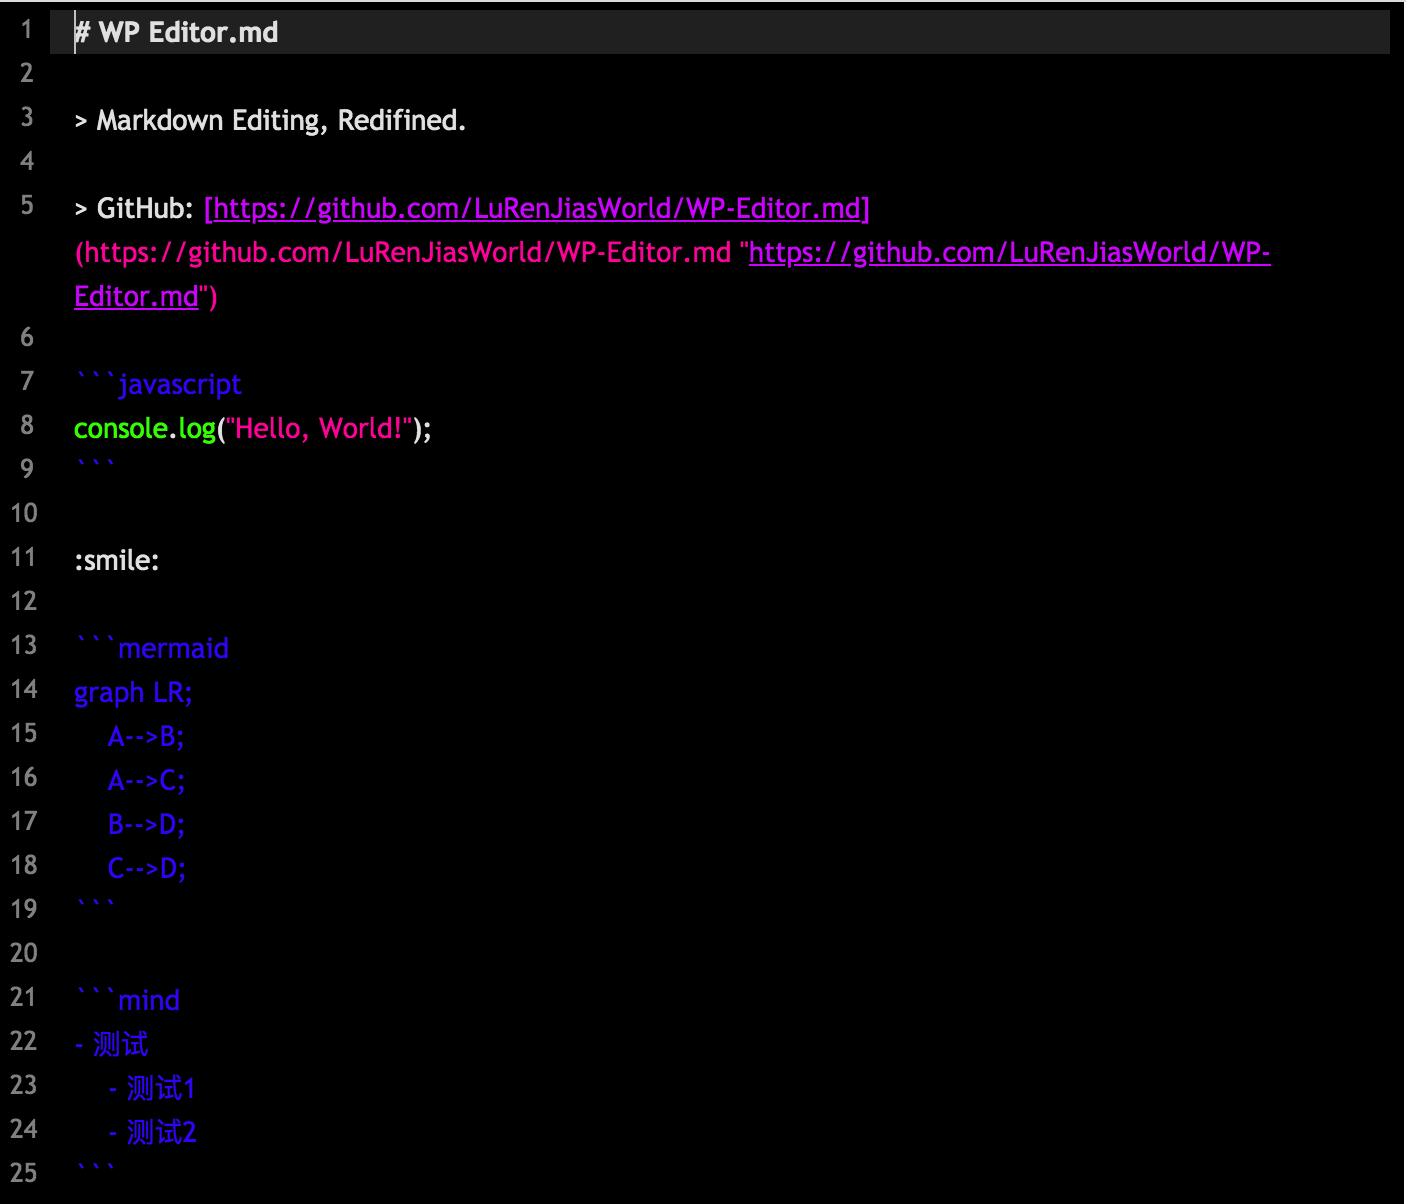 1 # WP Editor.md
2
3 > Markdown Editing, Redifined.
4
5 > GitHub: [https://github.com/LuRenJiasWorld/WP-Editor.md]
(https://github.com/LuRenJiasWorld/WP-Editor.md "https://github.com/LuRenJiasWorld/WP-
Editor.md")
6
7 ```javascript
8 console.log("Hello, World!");
9 ```
10
11 :smile:
12
13 ```mermaid
14 graph LR;
15     A-->B;
16     A-->C;
17     B-->D;
18     C-->D;
19 ```
20
21 ```mind
22 - 测试
23     - 测试1
24     - 测试2
25 ```